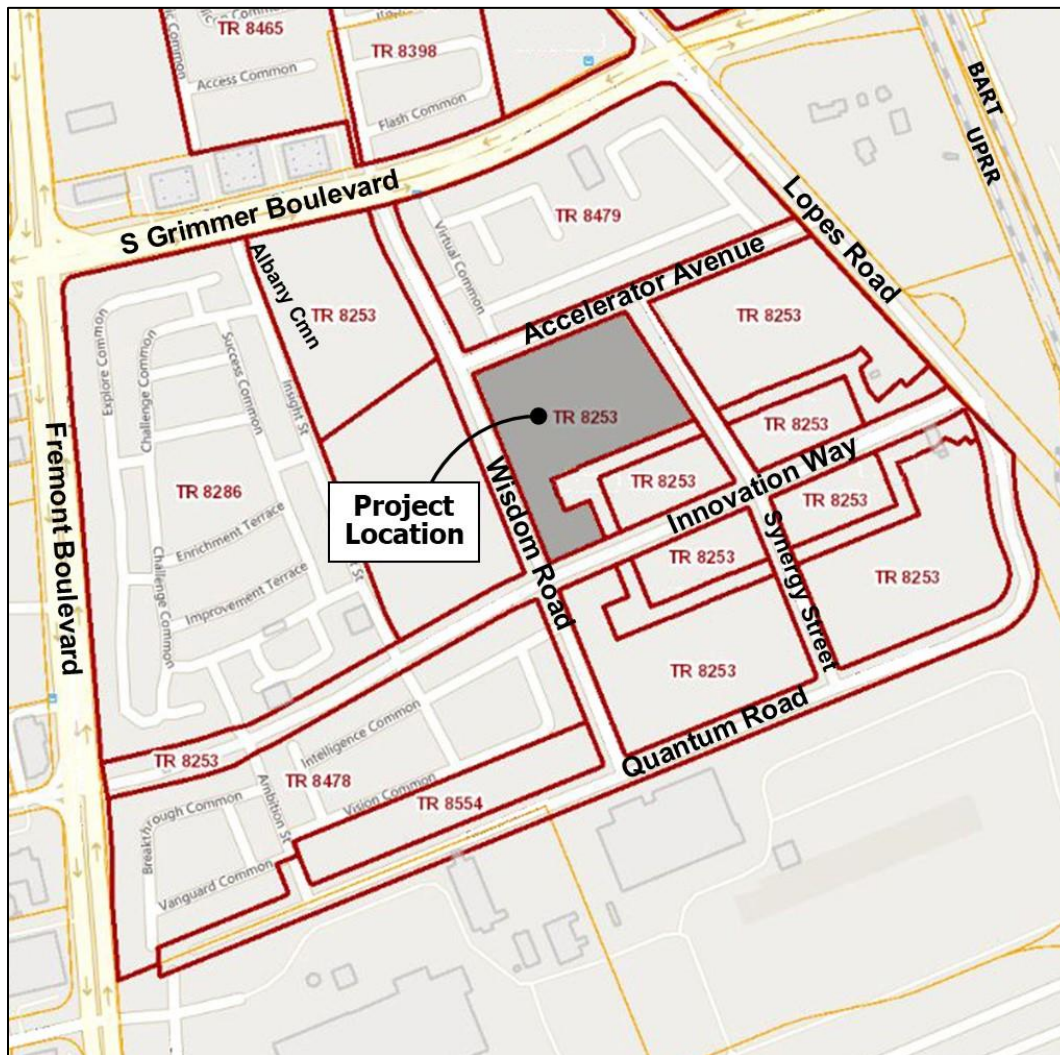 TR 8465
TR 8398
Access Common
Flash Common
BART
UPRR
S Grimmer Boulevard
Lopes Road
TR 8479
Virtual Common
Albany Cmn
Accelerator Avenue
TR 8253
TR 8253
Explore Common
Challenge Common
Success Common
Insight St
TR 8253
TR 8253
Fremont Boulevard
TR 8286
Project
Location
Wisdom Road
TR 8253
Innovation Way
TR 8253
Synergy Street
TR 8253
TR 8253
Enrichment Terrace
Improvement Terrace
Challenge Common
TR 8253
Quantum Road
TR 8253
TR 8478
Intelligence Common
Vision Common
TR 8554
Ambition St
Breakthrough Common
Vanguard Common